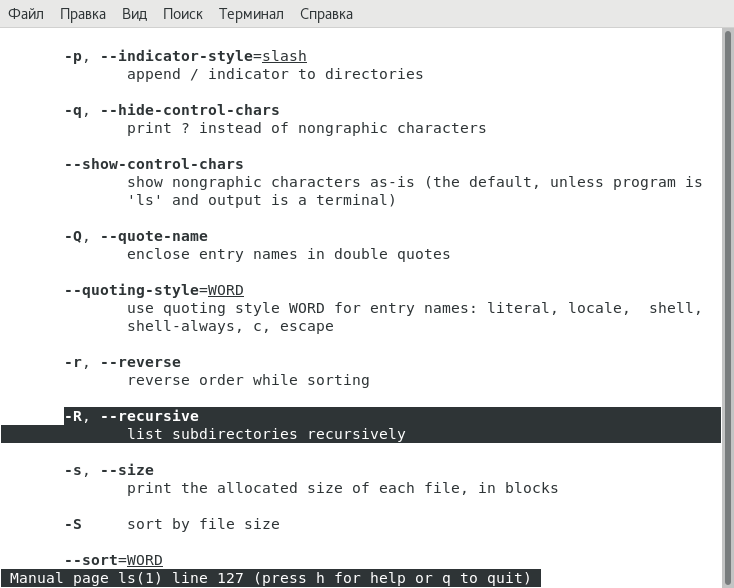 Файл Правка Вид Поиск Терминал Справка
-p, --indicator-style=slash
append / indicator to directories
-q, --hide-control-chars
print ? instead of nongraphic characters
--show-control-chars
show nongraphic characters as-is (the default, unless program is
'ls' and output is a terminal)
-Q, --quote-name
enclose entry names in double quotes
--quoting-style=WORD
use quoting style WORD for entry names: literal, locale,  shell,
shell-always, c, escape
-r, --reverse
reverse order while sorting
-R, --recursive
list subdirectories recursively
-s, --size
print the allocated size of each file, in blocks
-S     sort by file size
--sort=WORD
Manual page ls(1) line 127 (press h for help or q to quit)